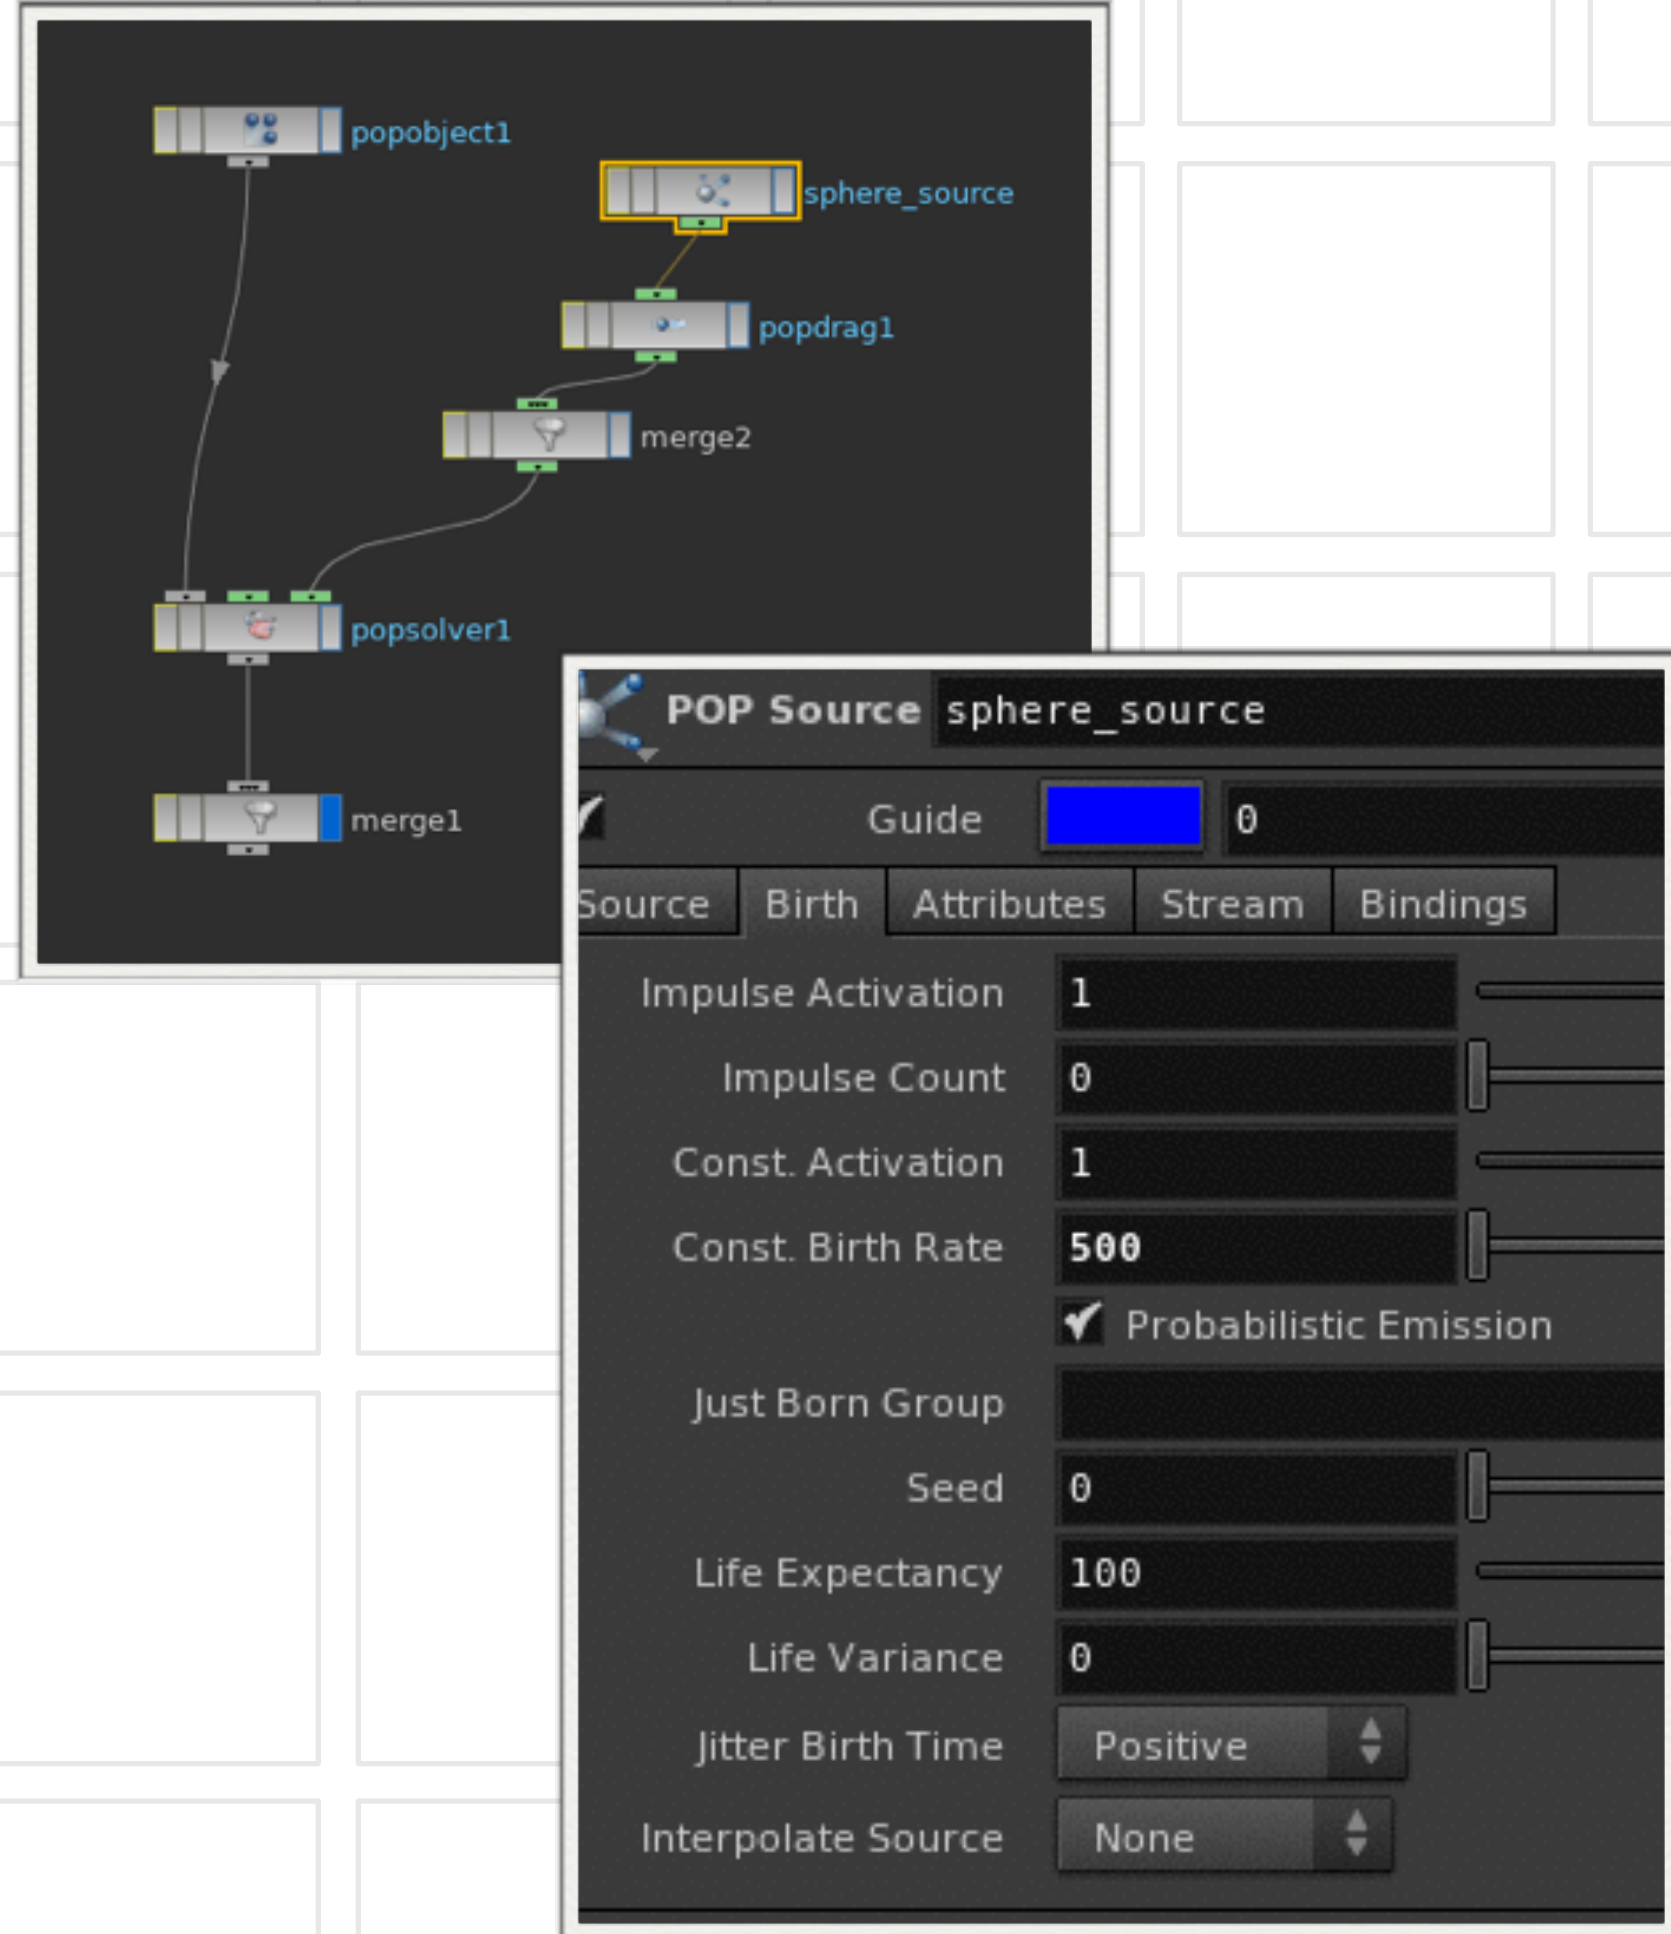 popobject1
sphere_source
popdrag1
merge2
popsolver1
merge1
POP Source sphere_source
Guide 0
Source Birth Attributes Stream Bindings
Impulse Activation 1
Impulse Count 0
Const. Activation 1
Const. Birth Rate 500
Probabilistic Emission
Just Born Group
Seed 0
Life Expectancy 100
Life Variance 0
Jitter Birth Time Positive
Interpolate Source None